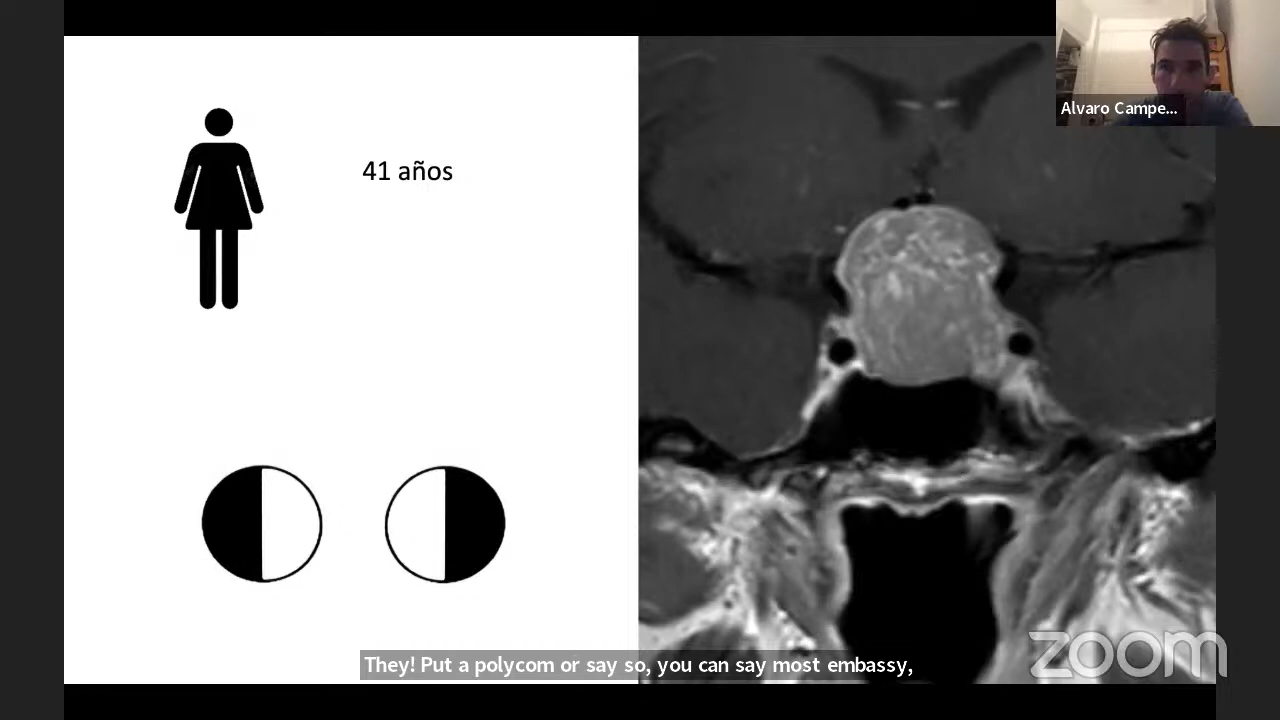 Alvaro Campe...
41 años
They! Put a polycom or say so, you can say most embassy,
zoom